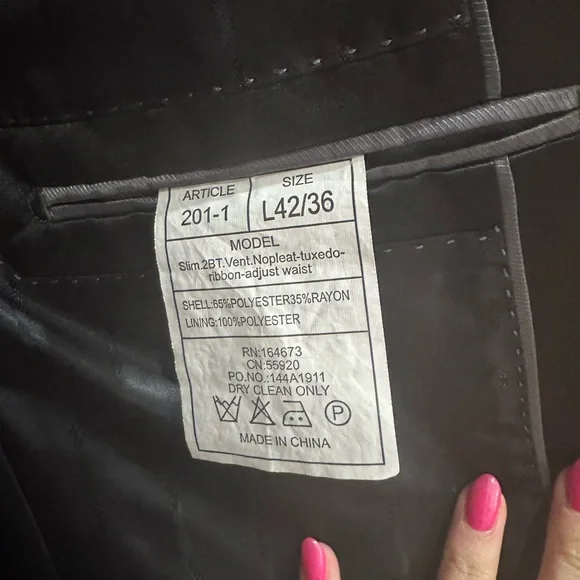 ARTICLE
SIZE
201-1
L42/36
MODEL
Slim.2BT.Vent.Nopleat-tuxedo-
ribbon-adjust waist
SHELL:65%POLYESTER35%RAYON
LINING:100%POLYESTER
RN:164673
CN:55920
PO.NO.:144A1911
DRY CLEAN ONLY
P
MADE IN CHINA